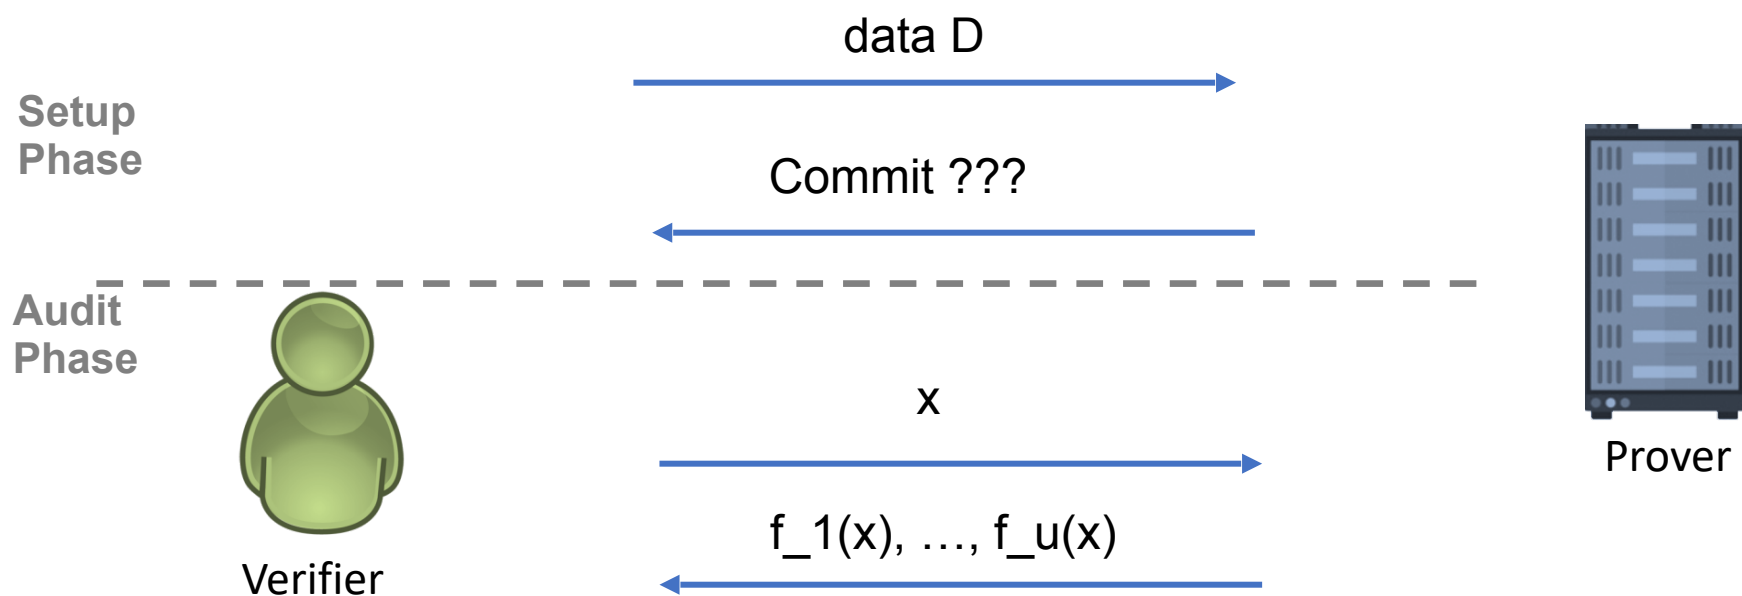 data D
Setup
Phase
Commit ???
Audit
Phase
x
Prover
f_1(x), …, f_u(x)
Verifier